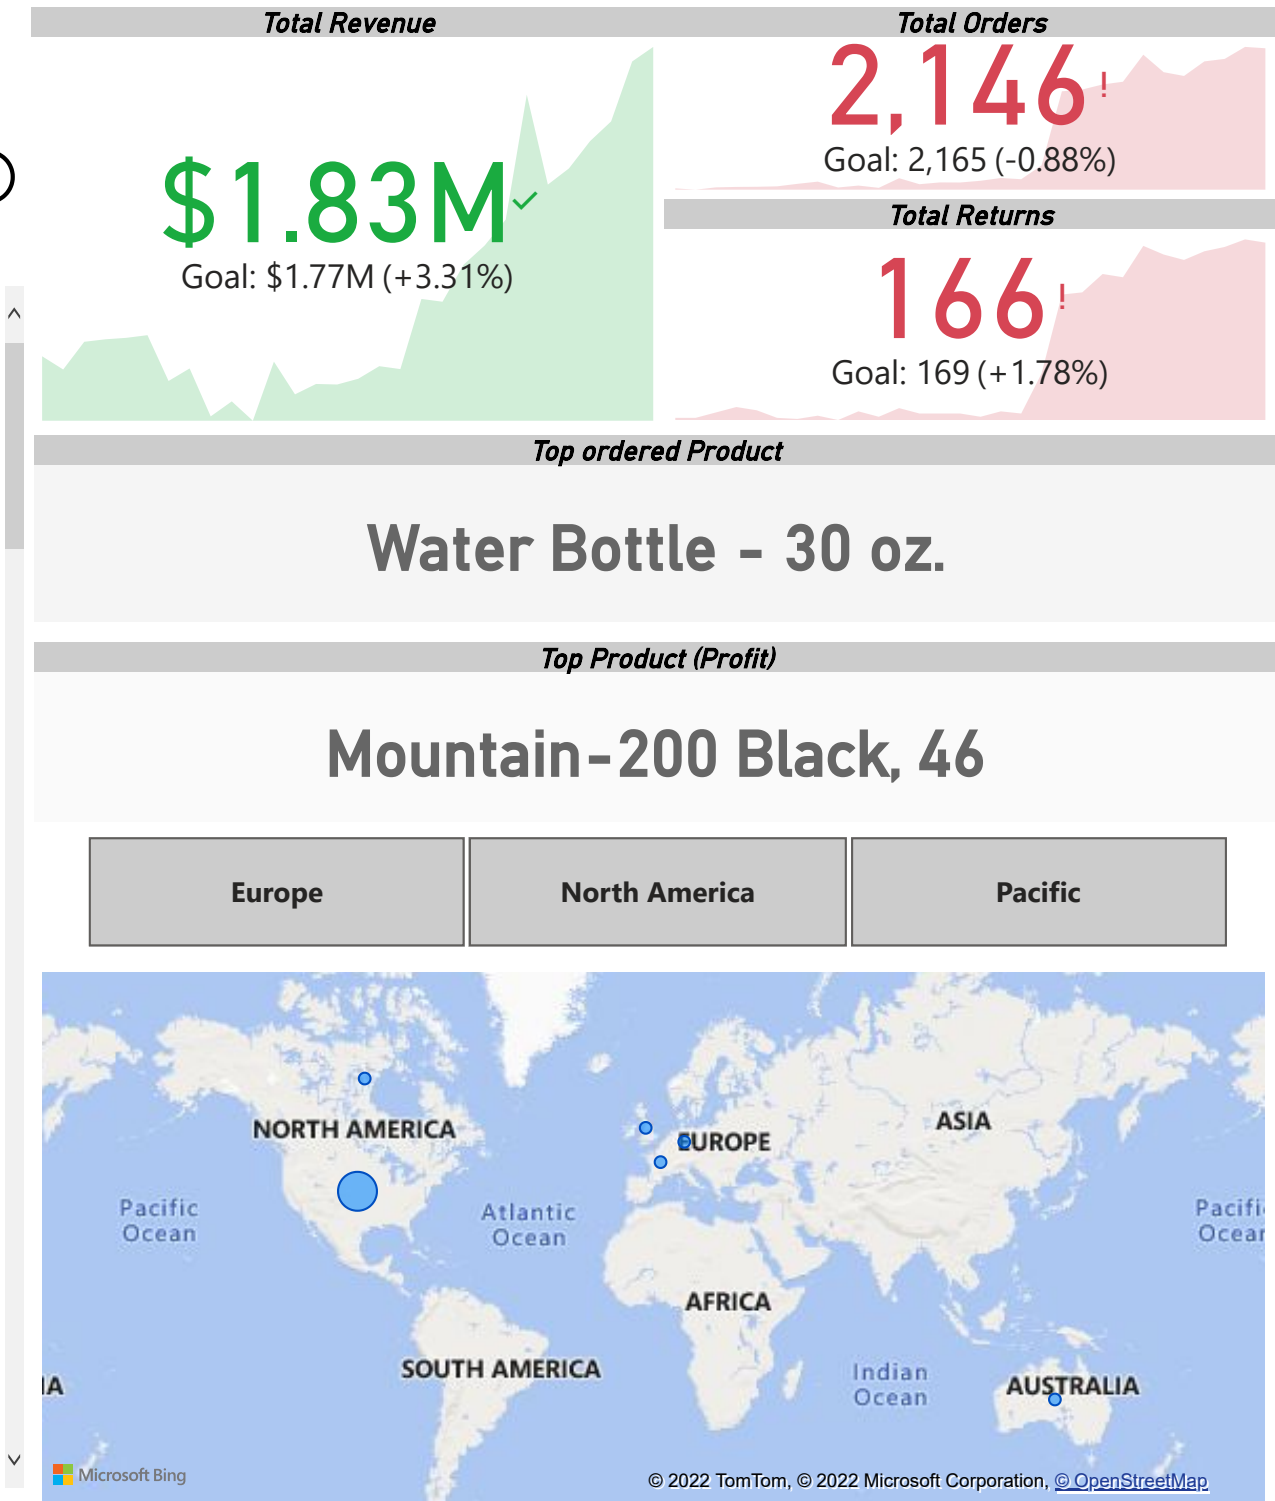 Total Revenue
$1.83M
Goal: $1.77M (+3.31%)
Total Orders
2,146!
Goal: 2,165 (-0.88%)
Total Returns
166!
Goal: 169 (+1.78%)
Top ordered Product
Water Bottle - 30 oz.
Top Product (Profit)
Mountain-200 Black, 46
Europe
North America
Pacific
NORTH AMERICA
EUROPE
ASIA
Pacific
Ocean
Atlantic
Ocean
Pacifi
Ocear
AFRICA
SOUTH AMERICA
Indian
Ocean
AUSTRALIA
IA
Microsoft Bing
© 2022 TomTom, © 2022 Microsoft Corporation, © OpenStreetMap